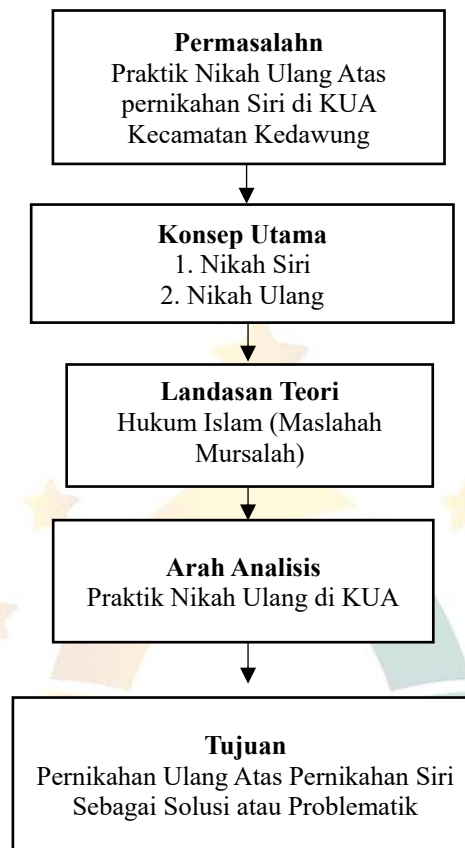 Permasalahn
Praktik Nikah Ulang Atas
pernikahan Siri di KUA
Kecamatan Kedawung
Konsep Utama
1. Nikah Siri
2. Nikah Ulang
Landasan Teori
Hukum Islam (Maslahah
Mursalah)
Arah Analisis
Praktik Nikah Ulang di KUA
Tujuan
Pernikahan Ulang Atas Pernikahan Siri
Sebagai Solusi atau Problematik